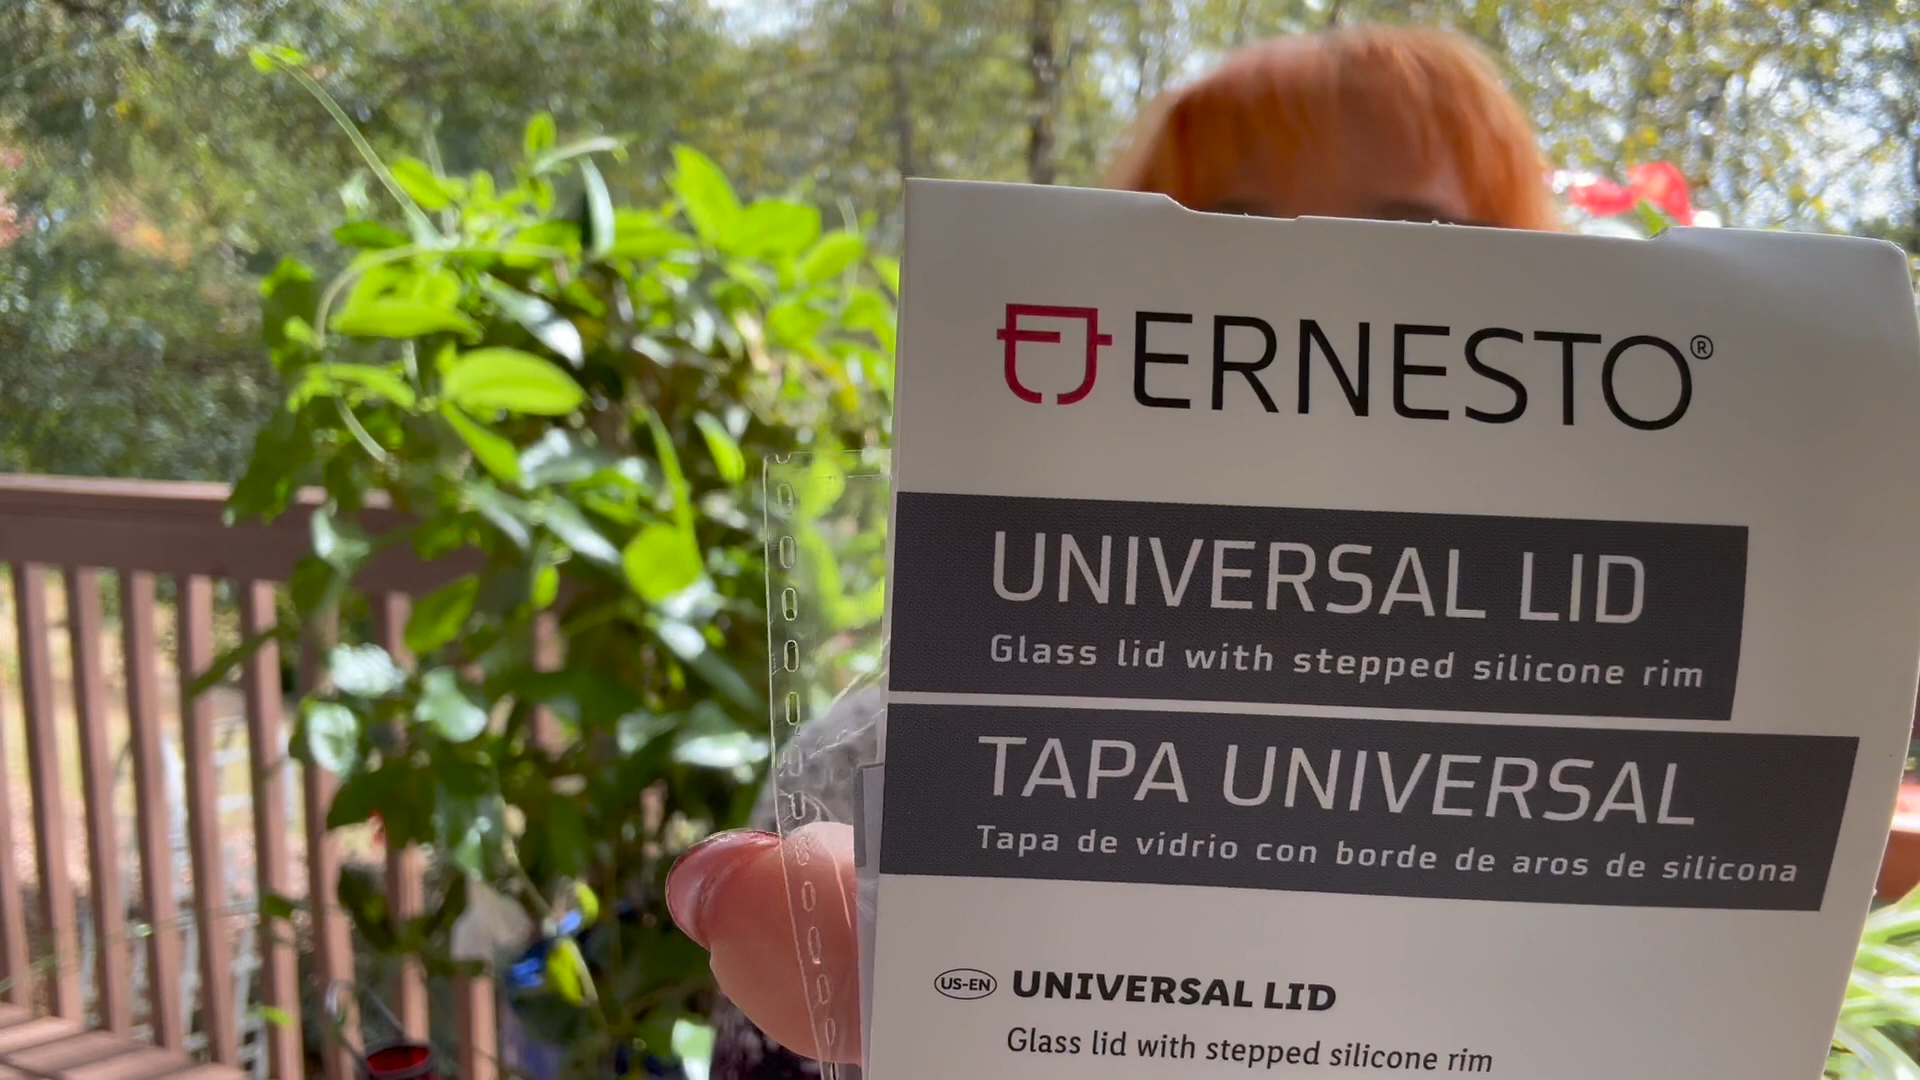 ERNESTO®
UNIVERSAL LID
Glass lid with stepped silicone rim
TAPA UNIVERSAL
Tapa de vidrio con borde de aros de silicona
US-EN UNIVERSAL LID
Glass lid with stepped silicone rim